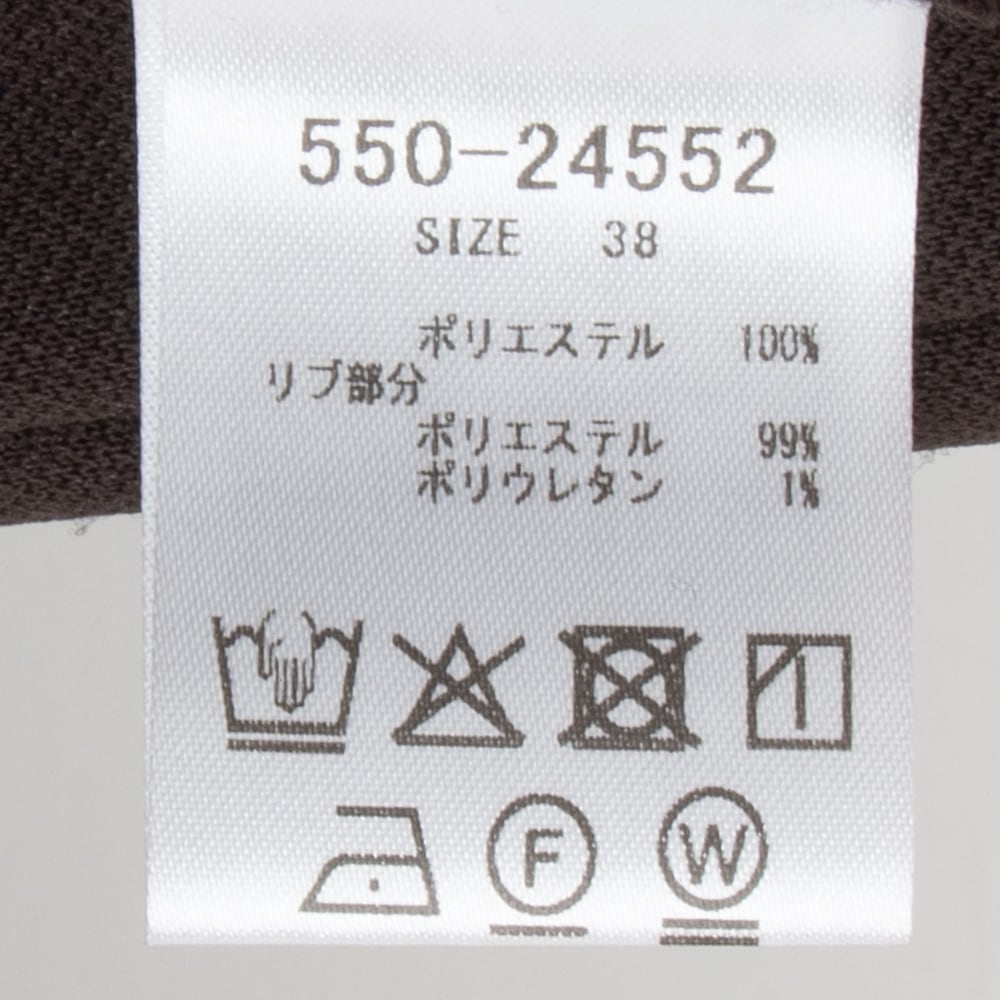 550-24552
SIZE 38
ポリエステル 100%
リブ部分
ポリエステル 99%
ポリウレタン 1%
F W